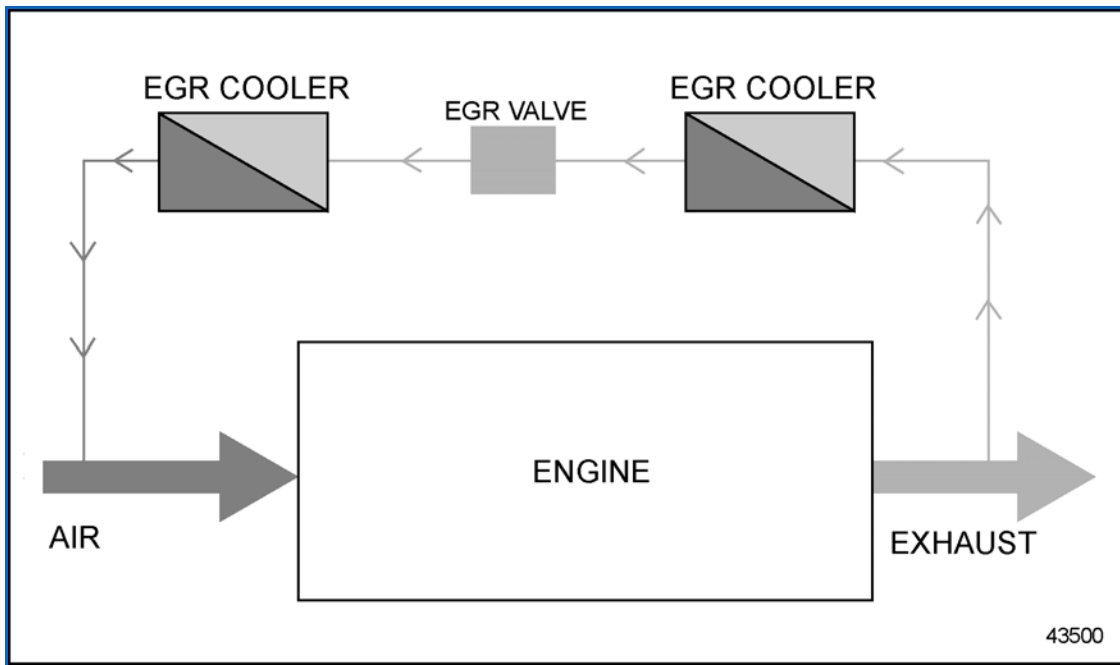 EGR COOLER
EGR VALVE
EGR COOLER
ENGINE
AIR
EXHAUST
43500